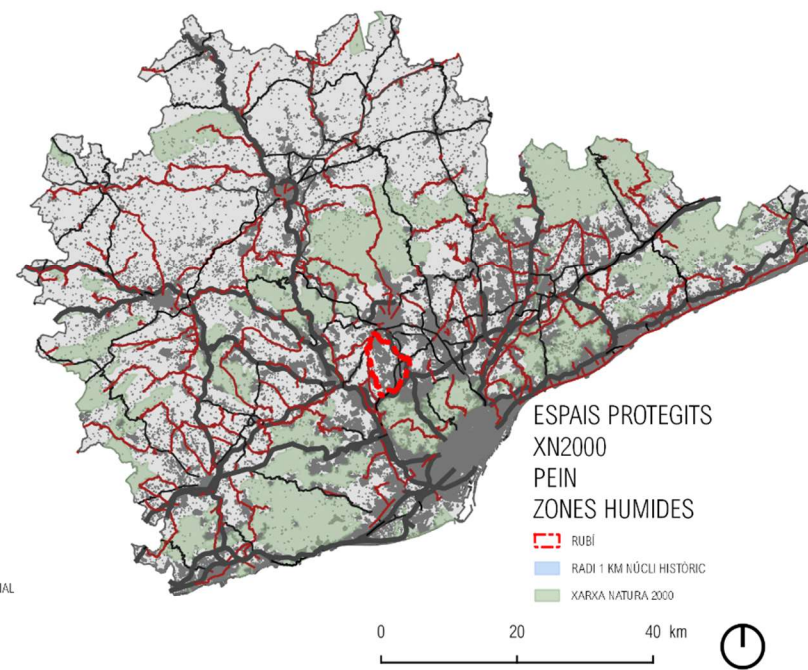 ESPAIS PROTEGITS
XN2000
PEIN
ZONES HUMIDES
RUBÍ
RADI 1 KM NÚCLI HISTÒRIC
XARXA NATURA 2000
IAL
0 20 40 km